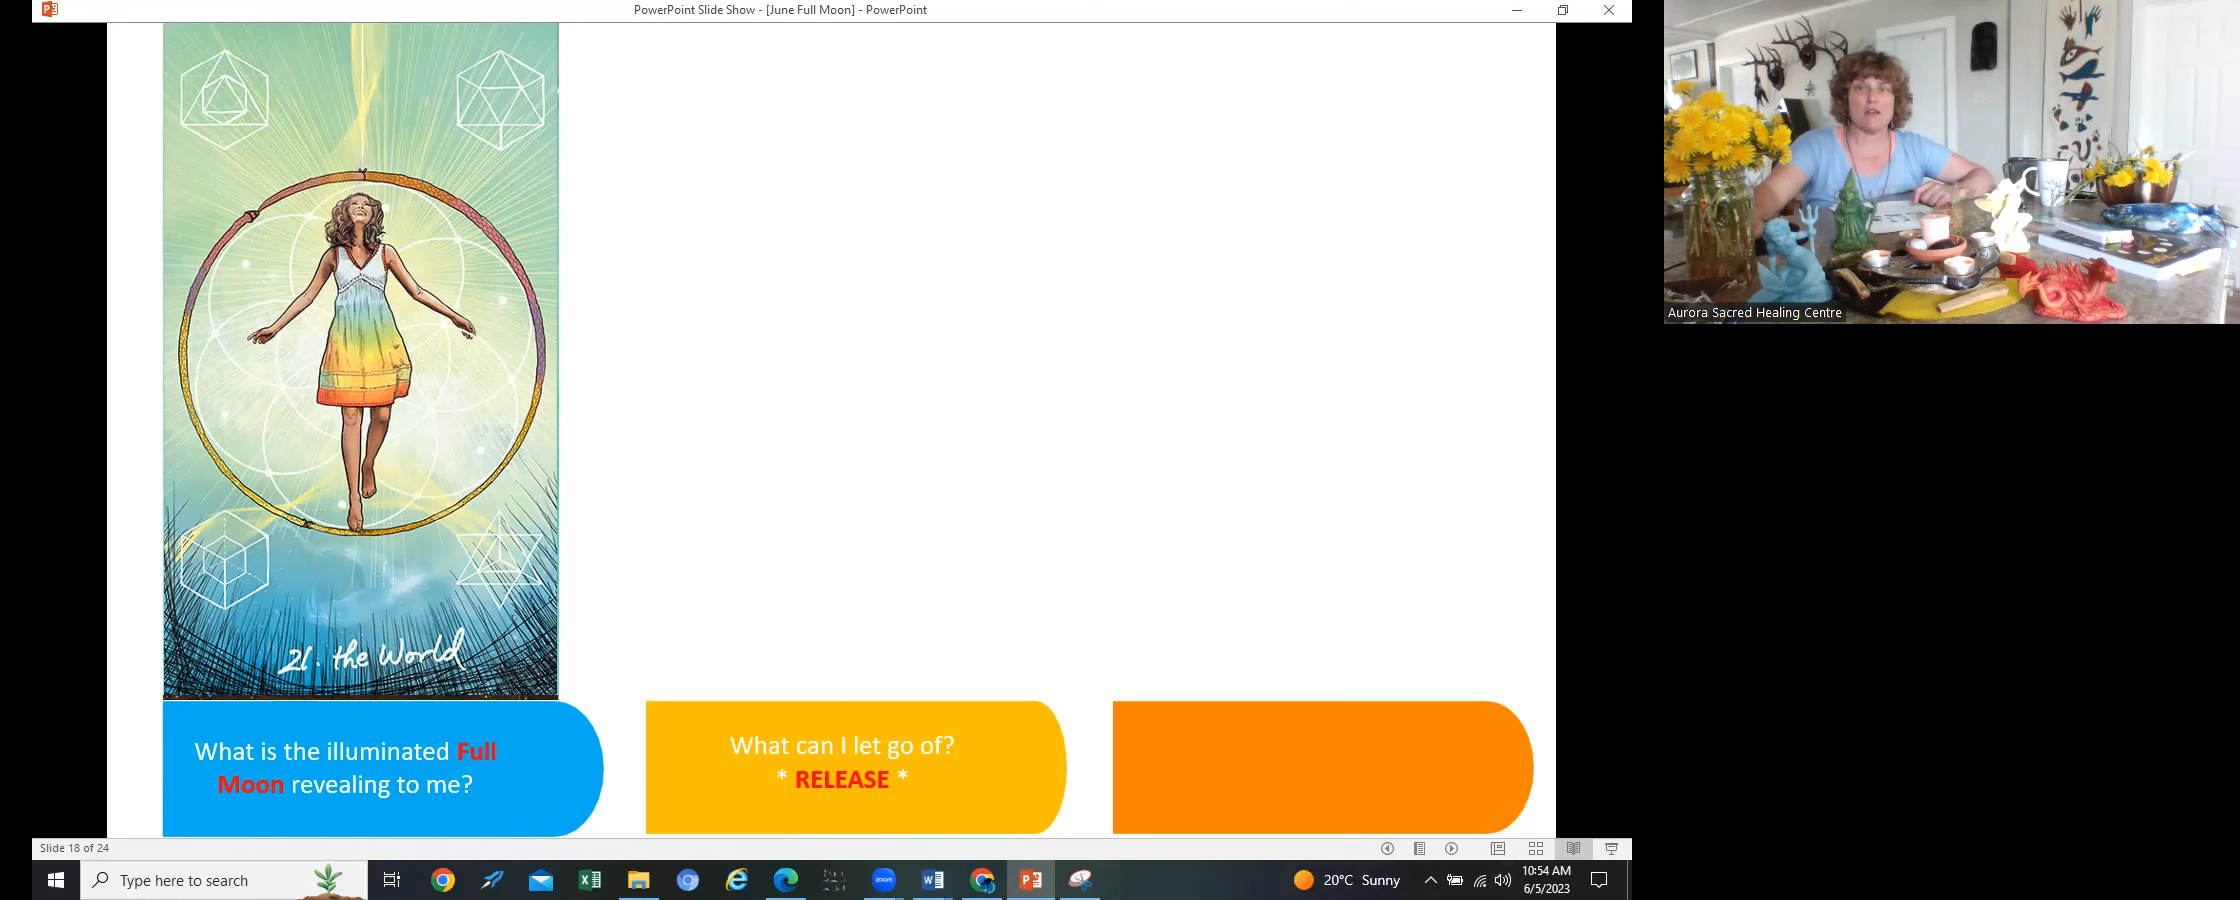 PowerPoint Slide Show - [June Full Moon] - PowerPoint
21. the World
What is the illuminated Full
Moon revealing to me?
What can I let go of?
* RELEASE *
Aurora Sacred Healing Centre
Slide 18 of 24
Type here to search
zoom
20°C Sunny
10:54 AM
6/5/2023